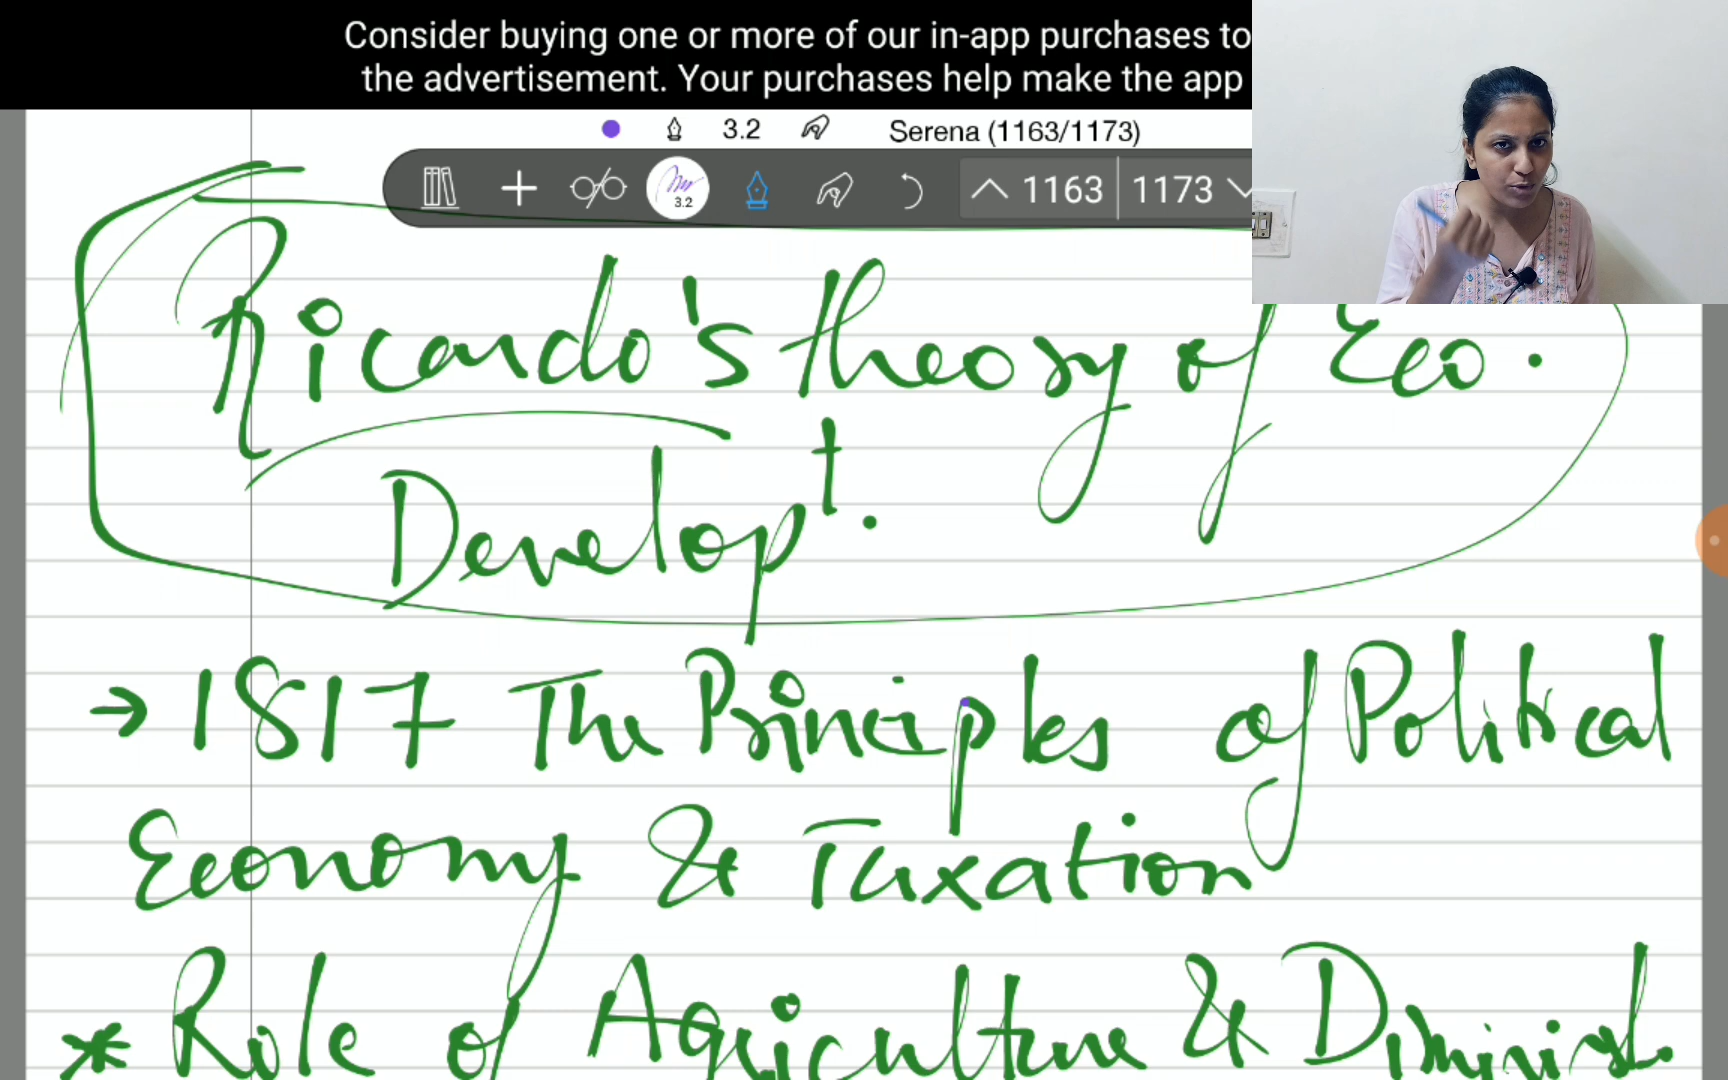 Consider buying one or more of our in-app purchases to
the advertisement. Your purchases help make the app
3.2 Serena (1163/1173)
3.2 1163 1173
Ricardo's theory of Eco.
Develop t.
→ 1817 The Principles of Political
Economy & Taxation
* Role of Agriculture & Diminish